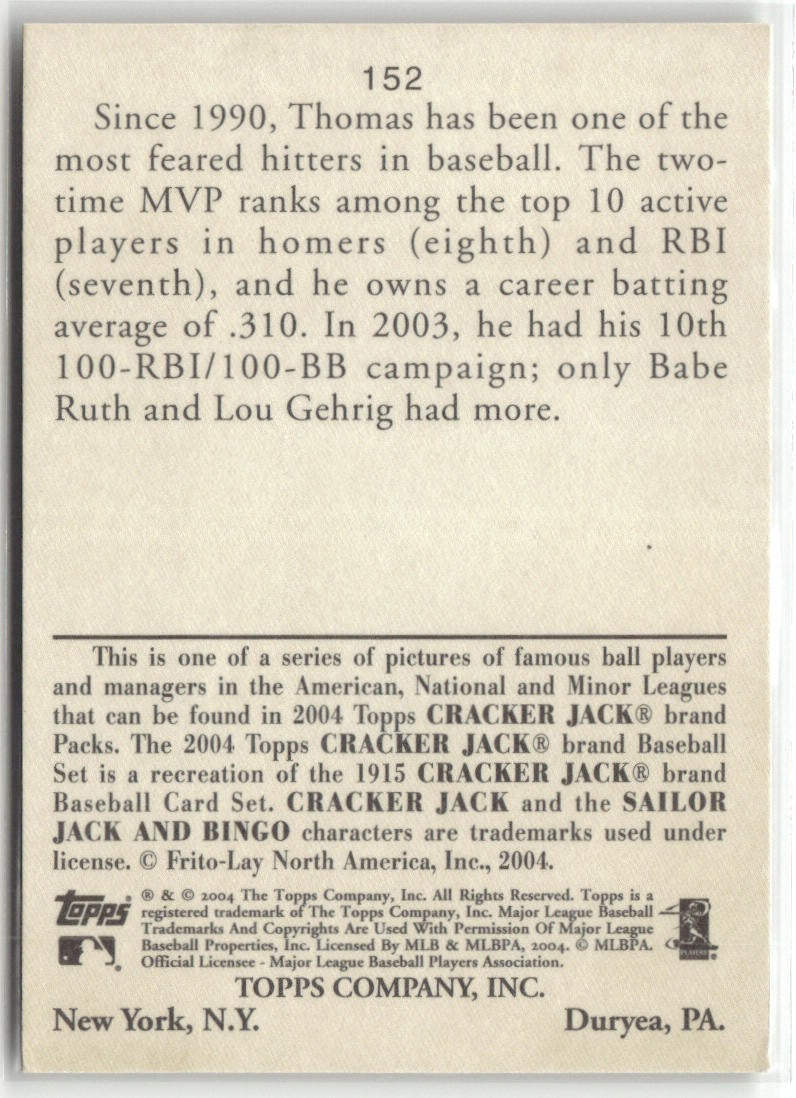 152
Since 1990, Thomas has been one of the
most feared hitters in baseball. The two-
time MVP ranks among the top 10 active
players in homers (eighth) and RBI
(seventh), and he owns a career batting
average of .310. In 2003, he had his 10th
100-RBI/100-BB campaign; only Babe
Ruth and Lou Gehrig had more.
This is one of a series of pictures of famous ball players
and managers in the American, National and Minor Leagues
that can be found in 2004 Topps CRACKER JACK® brand
Packs. The 2004 Topps CRACKER JACK® brand Baseball
Set is a recreation of the 1915 CRACKER JACK® brand
Baseball Card Set. CRACKER JACK and the SAILOR
JACK AND BINGO characters are trademarks used under
license. © Frito-Lay North America, Inc., 2004.
Topps
® & © 2004 The Topps Company, Inc. All Rights Reserved. Topps is a
registered trademark of The Topps Company, Inc. Major League Baseball
Trademarks And Copyrights Are Used With Permission Of Major League
Baseball Properties, Inc. Licensed By MLB & MLBPA, 2004. © MLBPA.
Official Licensee - Major League Baseball Players Association.
PLAYERS
TOPPS COMPANY, INC.
New York, N.Y. Duryea, PA.